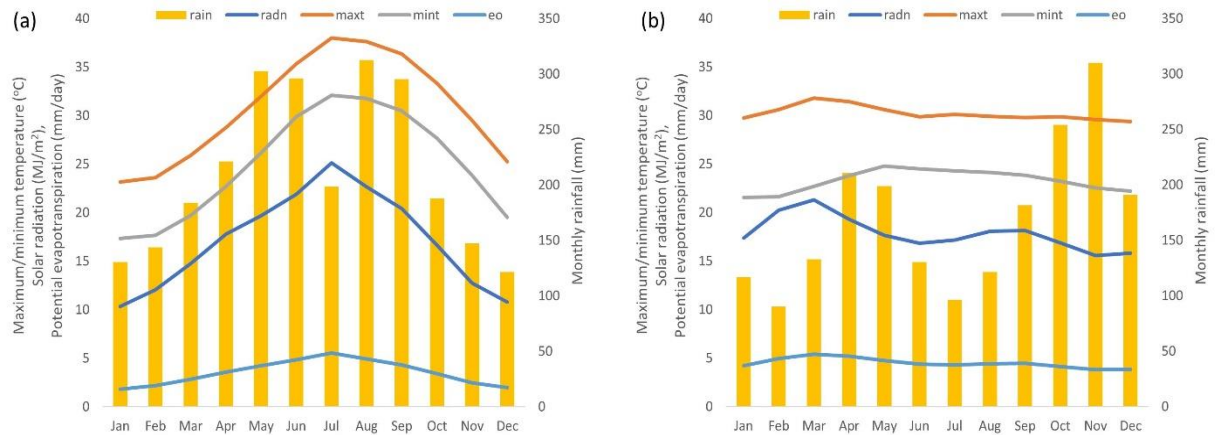 (a)
rain radn maxt mint eo
Maximum/minimum temperature (°C)
Solar radiation (MJ/m²),
Potential evapotranspiration (mm/day)
40
35
30
25
20
15
10
5
0
Jan Feb Mar Apr May Jun Jul Aug Sep Oct Nov Dec
350
300
250
200
150
100
50
0
Monthly rainfall (mm)
(b)
rain radn maxt mint eo
Maximum/minimum temperature (°C)
Solar radiation (MJ/m²),
Potential evapotranspiration (mm/day)
40
35
30
25
20
15
10
5
0
Jan Feb Mar Apr May Jun Jul Aug Sep Oct Nov Dec
350
300
250
200
150
100
50
0
Monthly rainfall (mm)